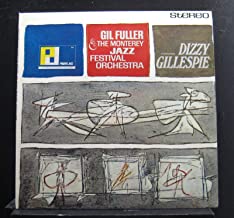 stereo
GIL FULLER
& THE MONTEREY
JAZZ
FESTIVAL
ORCHESTRA
DIZZY
GILLESPIE